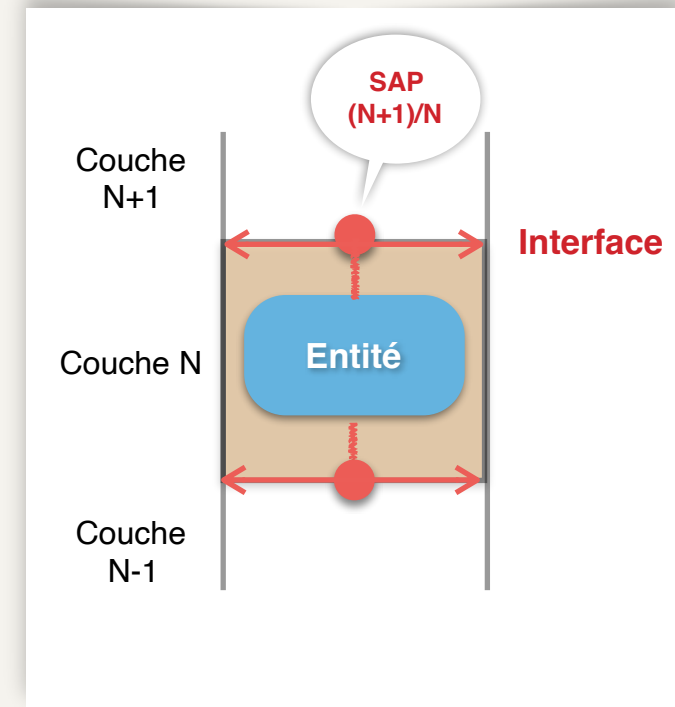 SAP
(N+1)/N
Couche
N+1
Interface
Couche N
Entité
Couche
N-1